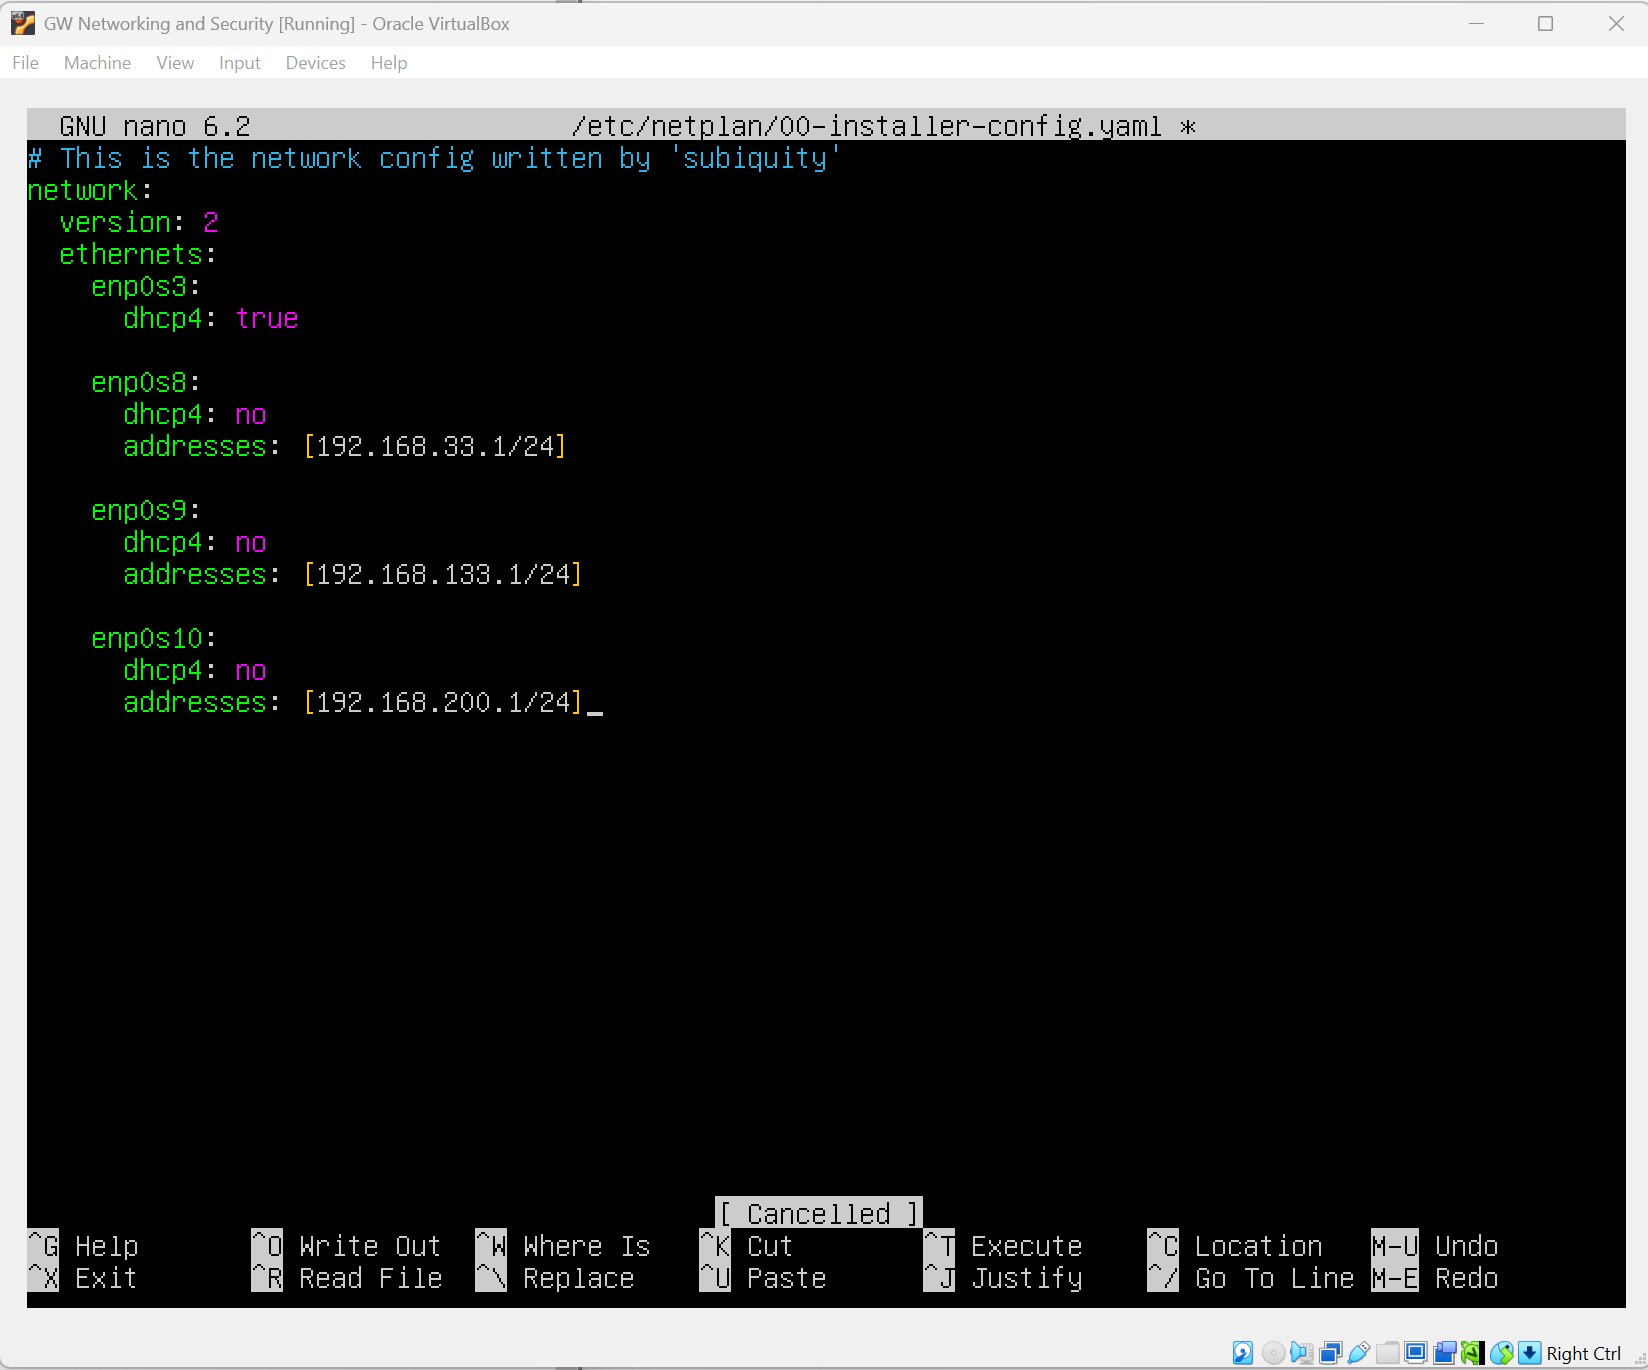 GW Networking and Security [Running] - Oracle VirtualBox
File Machine View Input Devices Help
GNU nano 6.2 /etc/netplan/00-installer-config.yaml *
# This is the network config written by 'subiquity'
network:
  version: 2
  ethernets:
    enp0s3:
      dhcp4: true
    enp0s8:
      dhcp4: no
      addresses: [192.168.33.1/24]
    enp0s9:
      dhcp4: no
      addresses: [192.168.133.1/24]
    enp0s10:
      dhcp4: no
      addresses: [192.168.200.1/24]_
[ Cancelled ]
^G Help ^O Write Out ^W Where Is ^K Cut ^T Execute ^C Location M-U Undo
^X Exit ^R Read File ^\ Replace ^U Paste ^J Justify ^/ Go To Line M-E Redo
Right Ctrl